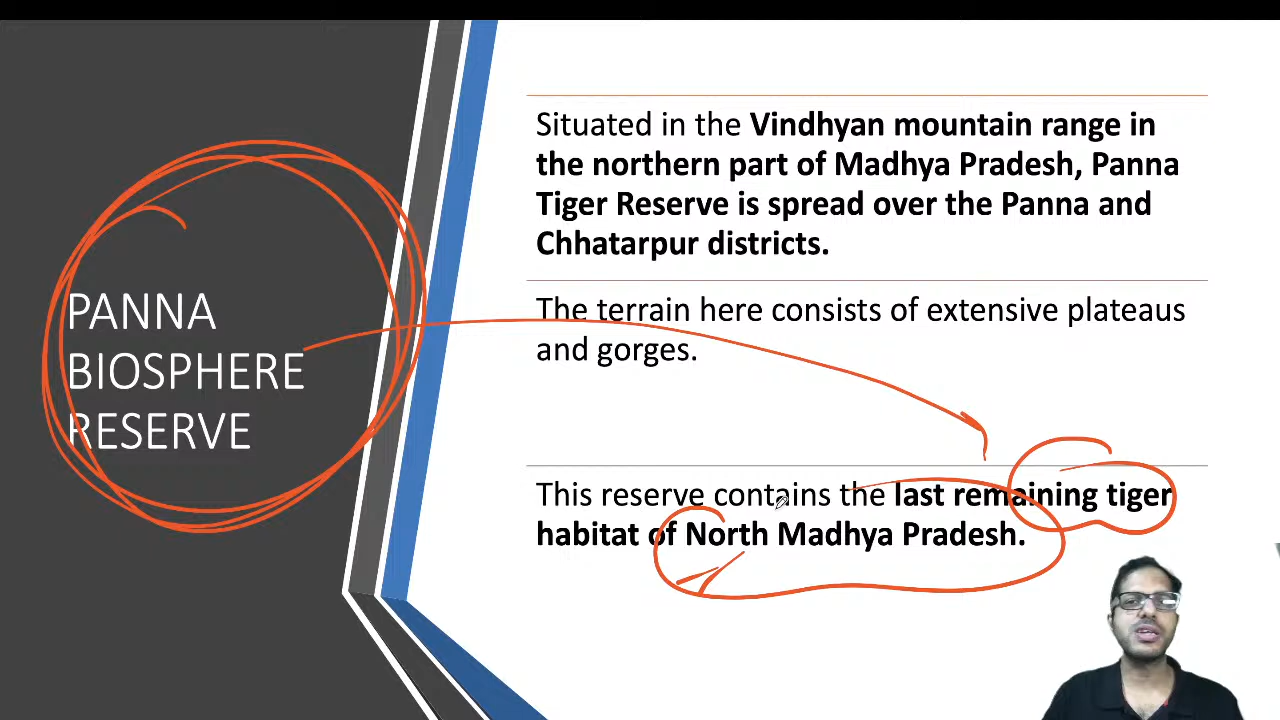 PANNA
BIOSPHERE
RESERVE
Situated in the Vindhyan mountain range in
the northern part of Madhya Pradesh, Panna
Tiger Reserve is spread over the Panna and
Chhatarpur districts.
The terrain here consists of extensive plateaus
and gorges.
This reserve contains the last remaining tiger
habitat of North Madhya Pradesh.